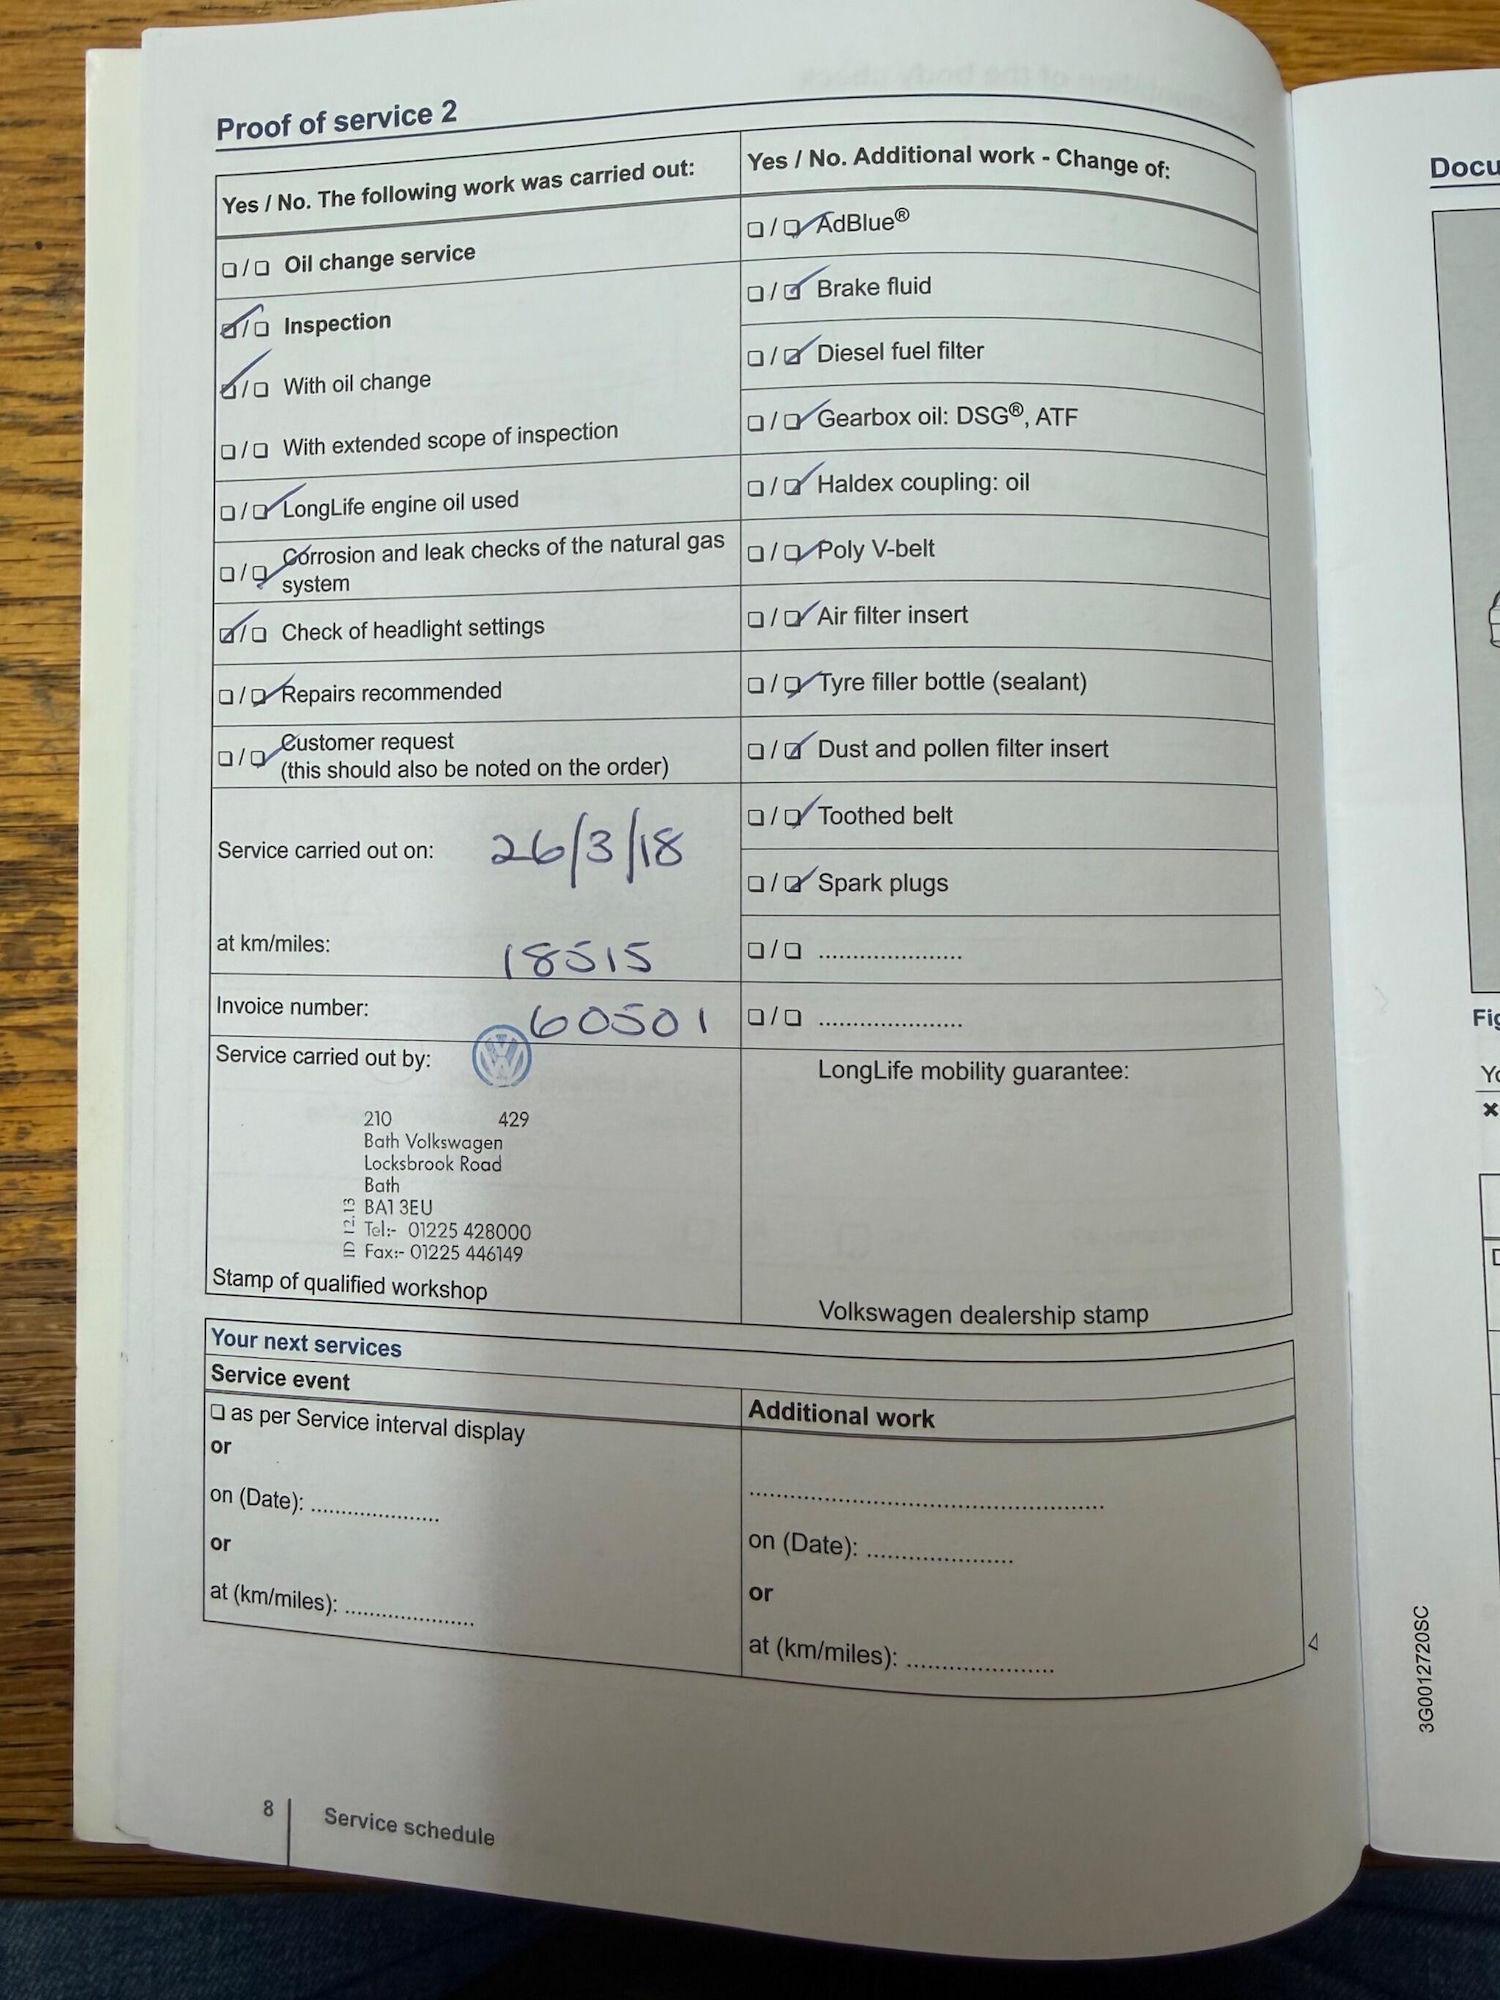 Proof of service 2
Yes / No. The following work was carried out:
❏ / ❏ Oil change service
☑ / ❏ Inspection
☑ / ❏ With oil change
❏ / ❏ With extended scope of inspection
❏ / ☑ LongLife engine oil used
❏ / ☑ Corrosion and leak checks of the natural gas
system
☑ / ❏ Check of headlight settings
❏ / ☑ Repairs recommended
❏ / ☑ Customer request
(this should also be noted on the order)
Service carried out on: 26/3/18
at km/miles: 18515
Invoice number: 60501
Service carried out by:
210 429
Bath Volkswagen
Locksbrook Road
Bath
BA1 3EU
Tel:- 01225 428000
Fax:- 01225 446149
ID 12.13
Stamp of qualified workshop
Yes / No. Additional work - Change of:
❏ / ☑ AdBlue®
❏ / ☑ Brake fluid
❏ / ☑ Diesel fuel filter
❏ / ☑ Gearbox oil: DSG®, ATF
❏ / ☑ Haldex coupling: oil
❏ / ☑ Poly V-belt
❏ / ☑ Air filter insert
❏ / ☑ Tyre filler bottle (sealant)
❏ / ☑ Dust and pollen filter insert
❏ / ☑ Toothed belt
❏ / ☑ Spark plugs
❏ / ❏ ......................
❏ / ❏ ......................
LongLife mobility guarantee:
Volkswagen dealership stamp
Your next services
Service event
❏ as per Service interval display
or
on (Date): ......................
or
at (km/miles): ......................
Additional work
............................................................
on (Date): ......................
or
at (km/miles): ......................
8 Service schedule
Docu
Fig
Yo
3G0012720SC